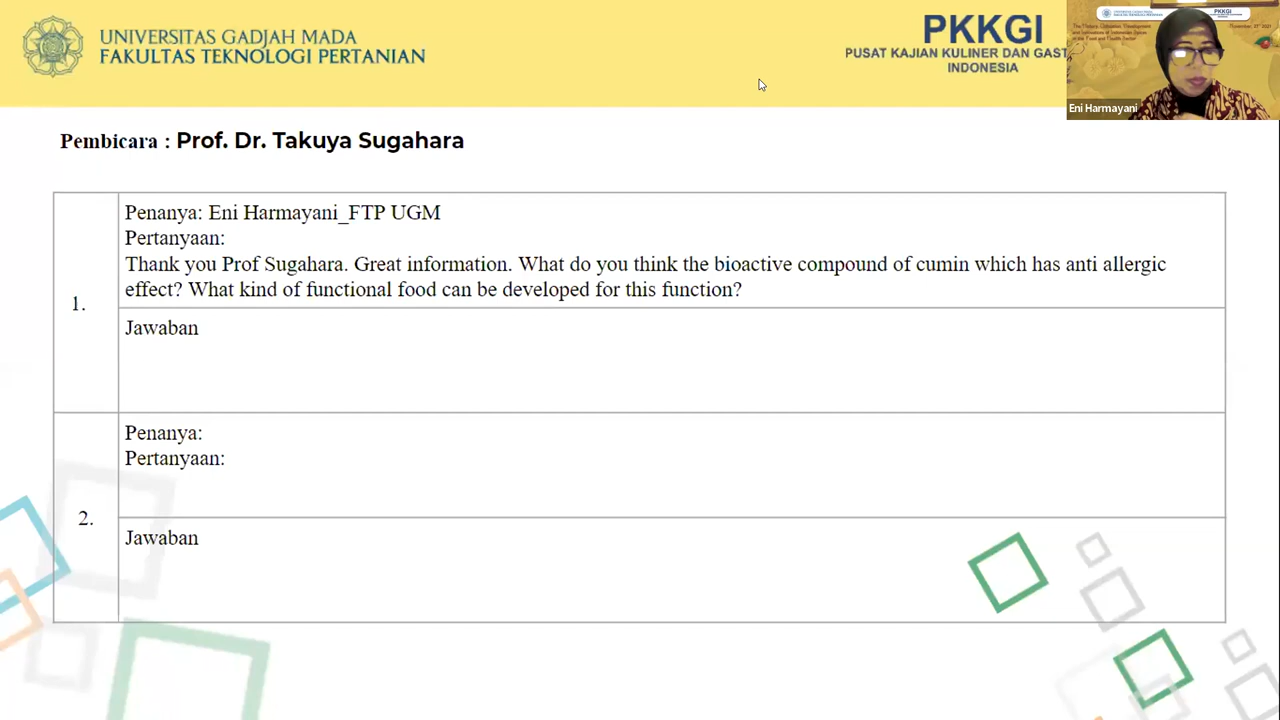 UNIVERSITAS GADJAH MADA
FAKULTAS TEKNOLOGI PERTANIAN
PKKGI
PUSAT KAJIAN KULINER DAN GAST
INDONESIA
Eni Harmayani
Pembicara : Prof. Dr. Takuya Sugahara
1.
Penanya: Eni Harmayani_FTP UGM
Pertanyaan:
Thank you Prof Sugahara. Great information. What do you think the bioactive compound of cumin which has anti allergic
effect? What kind of functional food can be developed for this function?
Jawaban
2.
Penanya:
Pertanyaan:
Jawaban